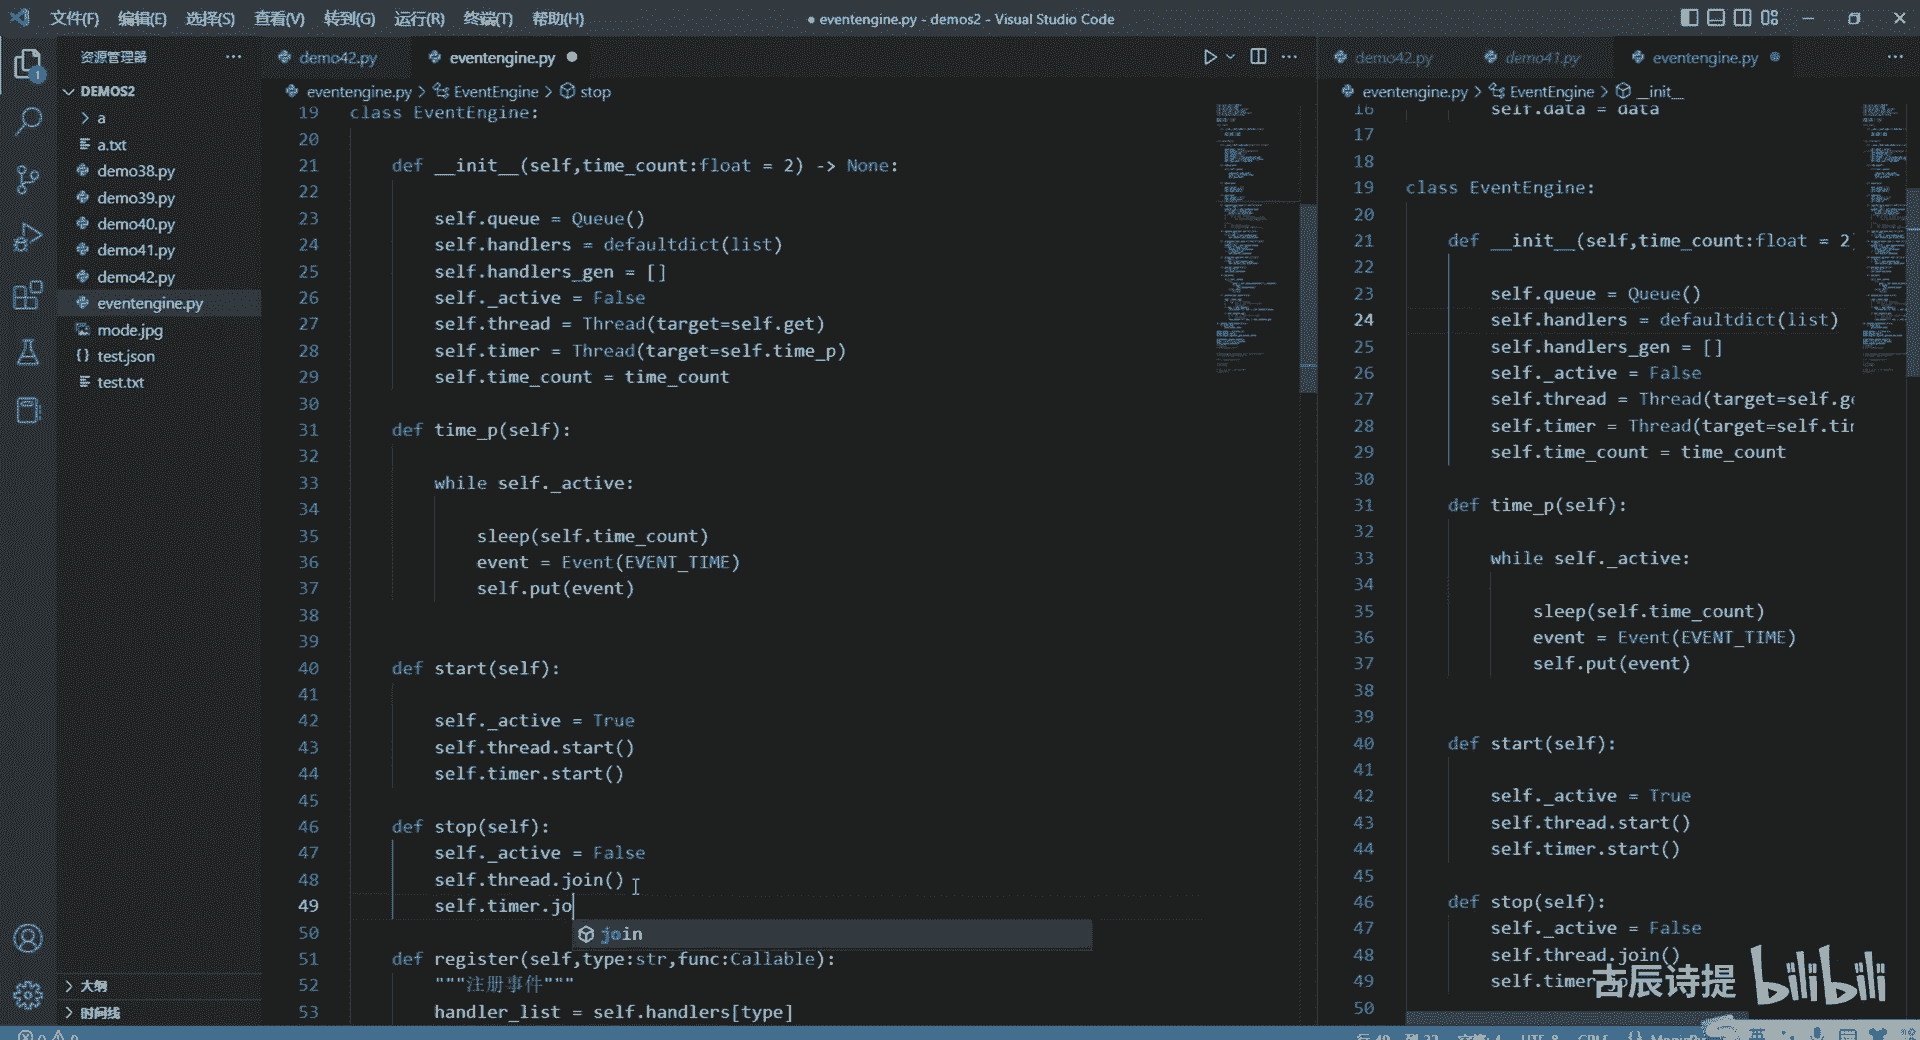 文件(F) 编辑(E) 选择(S) 查看(V) 转到(G) 运行(R) 终端(T) 帮助(H)
● eventengine.py - demos2 - Visual Studio Code
资源管理器 ···
1
DEMOS2
a
a.txt
demo38.py
demo39.py
demo40.py
demo41.py
demo42.py
eventengine.py
mode.jpg
{} test.json
test.txt
大纲
时间线
demo42.py eventengine.py ●
eventengine.py > EventEngine > stop
19 class EventEngine:
20
21 def __init__(self,time_count:float = 2) -> None:
22
23 self.queue = Queue()
24 self.handlers = defaultdict(list)
25 self.handlers_gen = []
26 self._active = False
27 self.thread = Thread(target=self.get)
28 self.timer = Thread(target=self.time_p)
29 self.time_count = time_count
30
31 def time_p(self):
32
33 while self._active:
34
35 sleep(self.time_count)
36 event = Event(EVENT_TIME)
37 self.put(event)
38
39
40 def start(self):
41
42 self._active = True
43 self.thread.start()
44 self.timer.start()
45
46 def stop(self):
47 self._active = False
48 self.thread.join()
49 self.timer.jo
join
50
51 def register(self,type:str,func:Callable):
52 """注册事件"""
53 handler_list = self.handlers[type]
demo42.py demo41.py eventengine.py ●
eventengine.py > EventEngine > __init__
16 self.data = data
17
18
19 class EventEngine:
20
21 def __init__(self,time_count:float = 2)
22
23 self.queue = Queue()
24 self.handlers = defaultdict(list)
25 self.handlers_gen = []
26 self._active = False
27 self.thread = Thread(target=self.ge
28 self.timer = Thread(target=self.tim
29 self.time_count = time_count
30
31 def time_p(self):
32
33 while self._active:
34
35 sleep(self.time_count)
36 event = Event(EVENT_TIME)
37 self.put(event)
38
39
40 def start(self):
41
42 self._active = True
43 self.thread.start()
44 self.timer.start()
45
46 def stop(self):
47 self._active = False
48 self.thread.join()
49 self.timer.jo
50
古辰诗提 bilibili